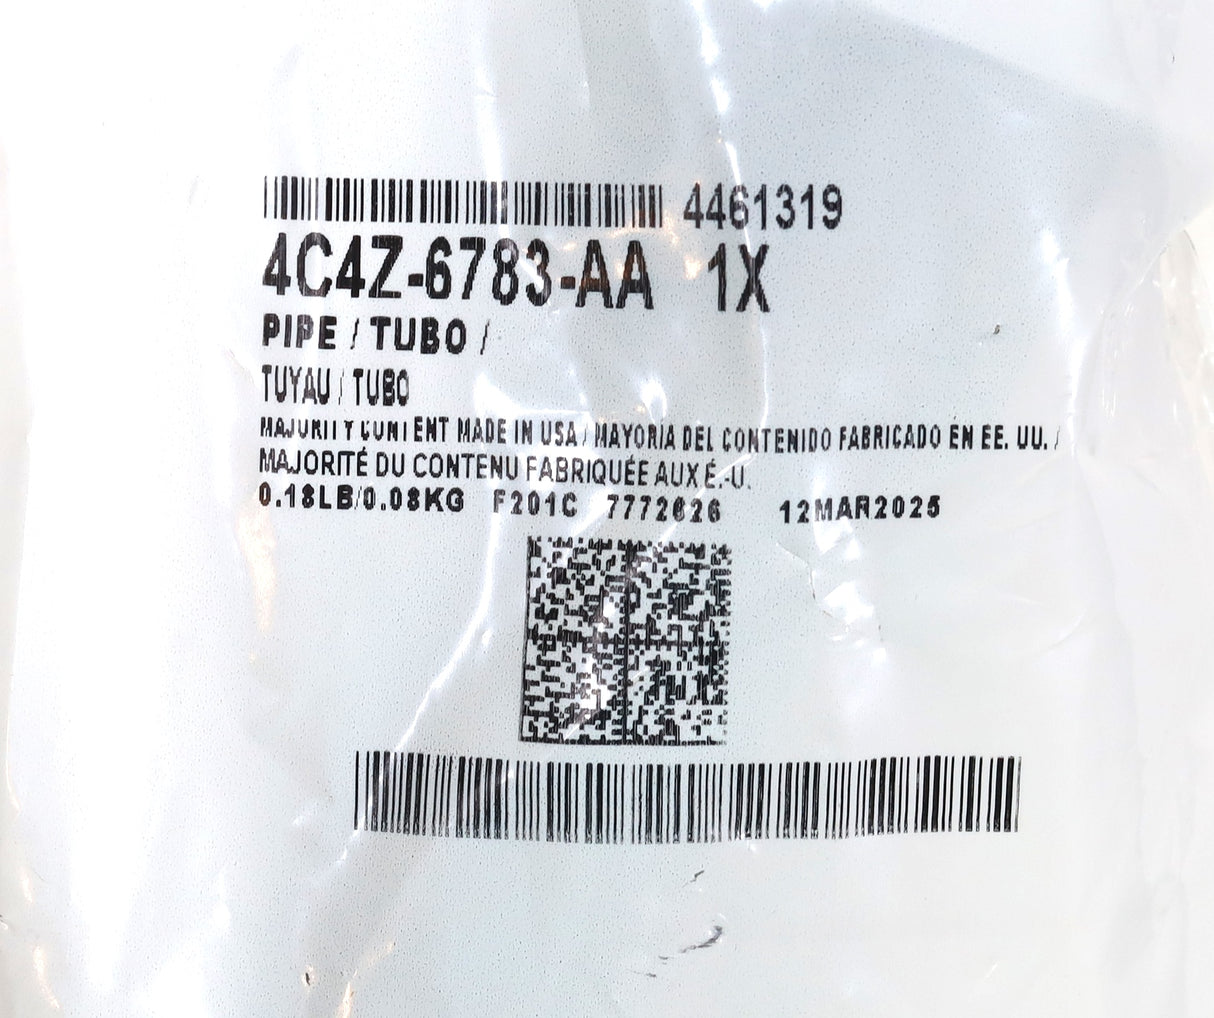 4461319
4C4Z-6783-AA 1X
PIPE / TUBO /
TUYAU / TUBO
MAJORITY CONTENT MADE IN USA / MAYORÍA DEL CONTENIDO FABRICADO EN EE. UU. /
MAJORITÉ DU CONTENU FABRIQUÉE AUX É.-U.
0.18LB/0.08KG F201C 7772626 12MAR2025